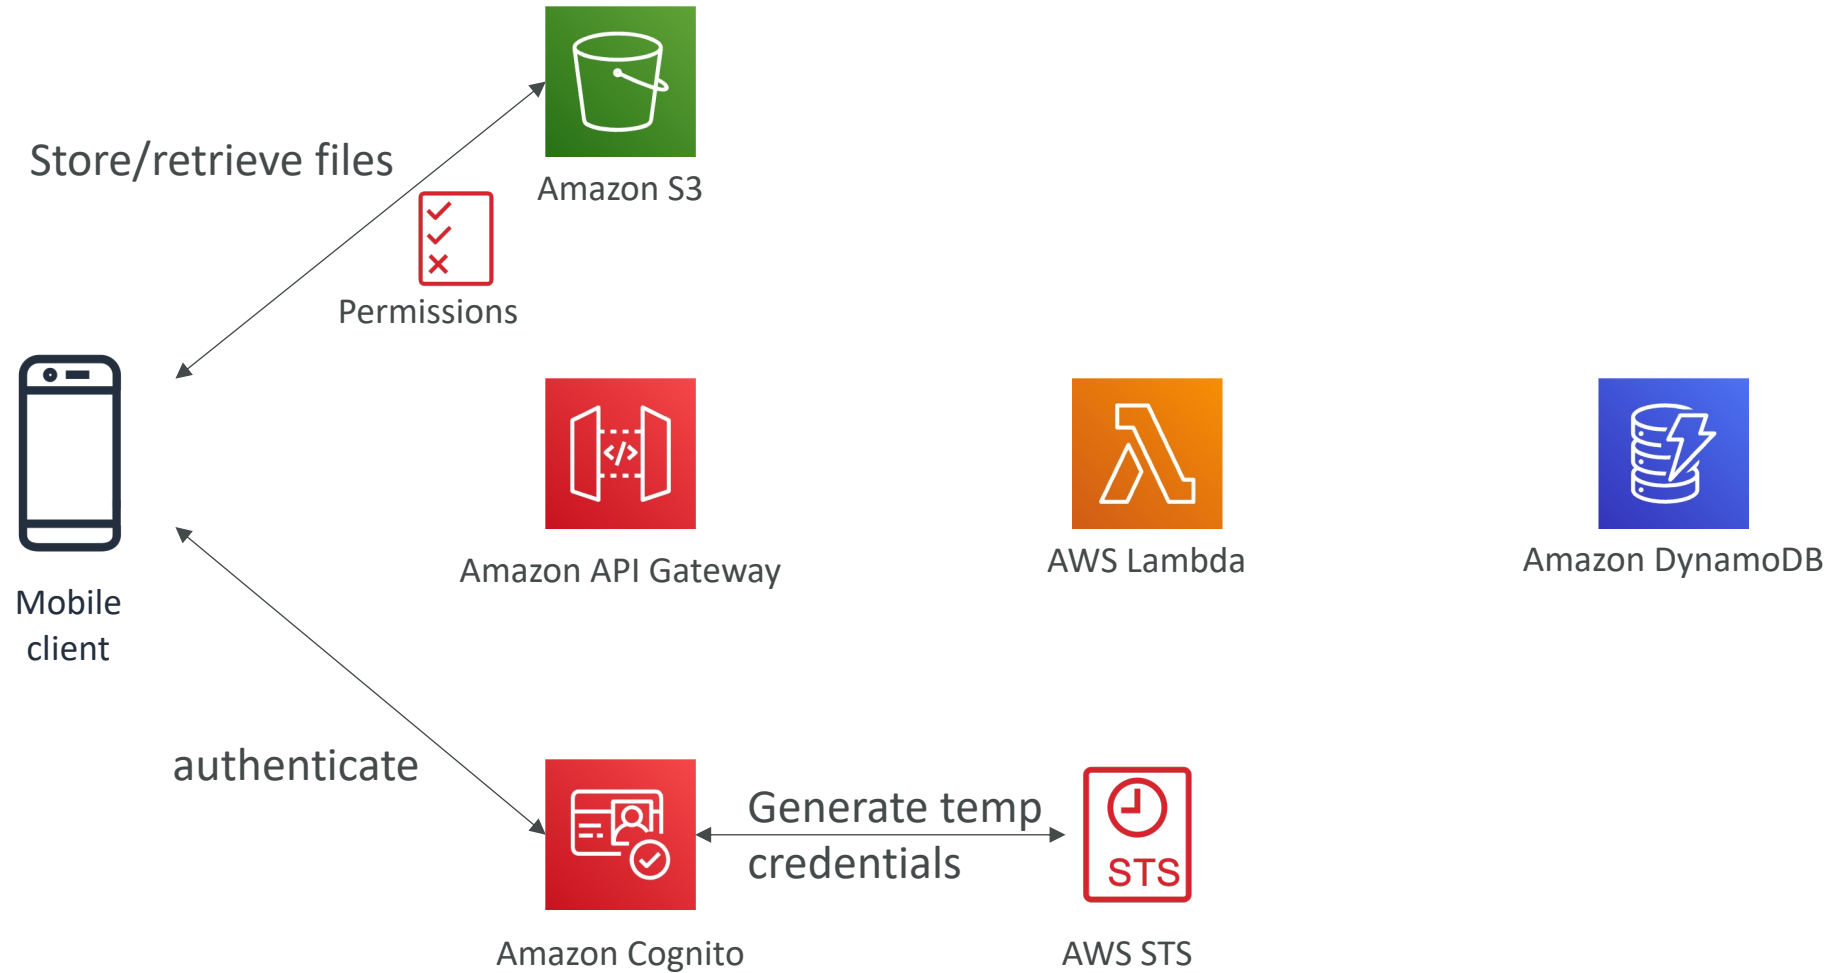 Store/retrieve files
Amazon S3
Permissions
Mobile
client
</>
Amazon API Gateway
AWS Lambda
Amazon DynamoDB
authenticate
Generate temp
credentials
STS
Amazon Cognito
AWS STS